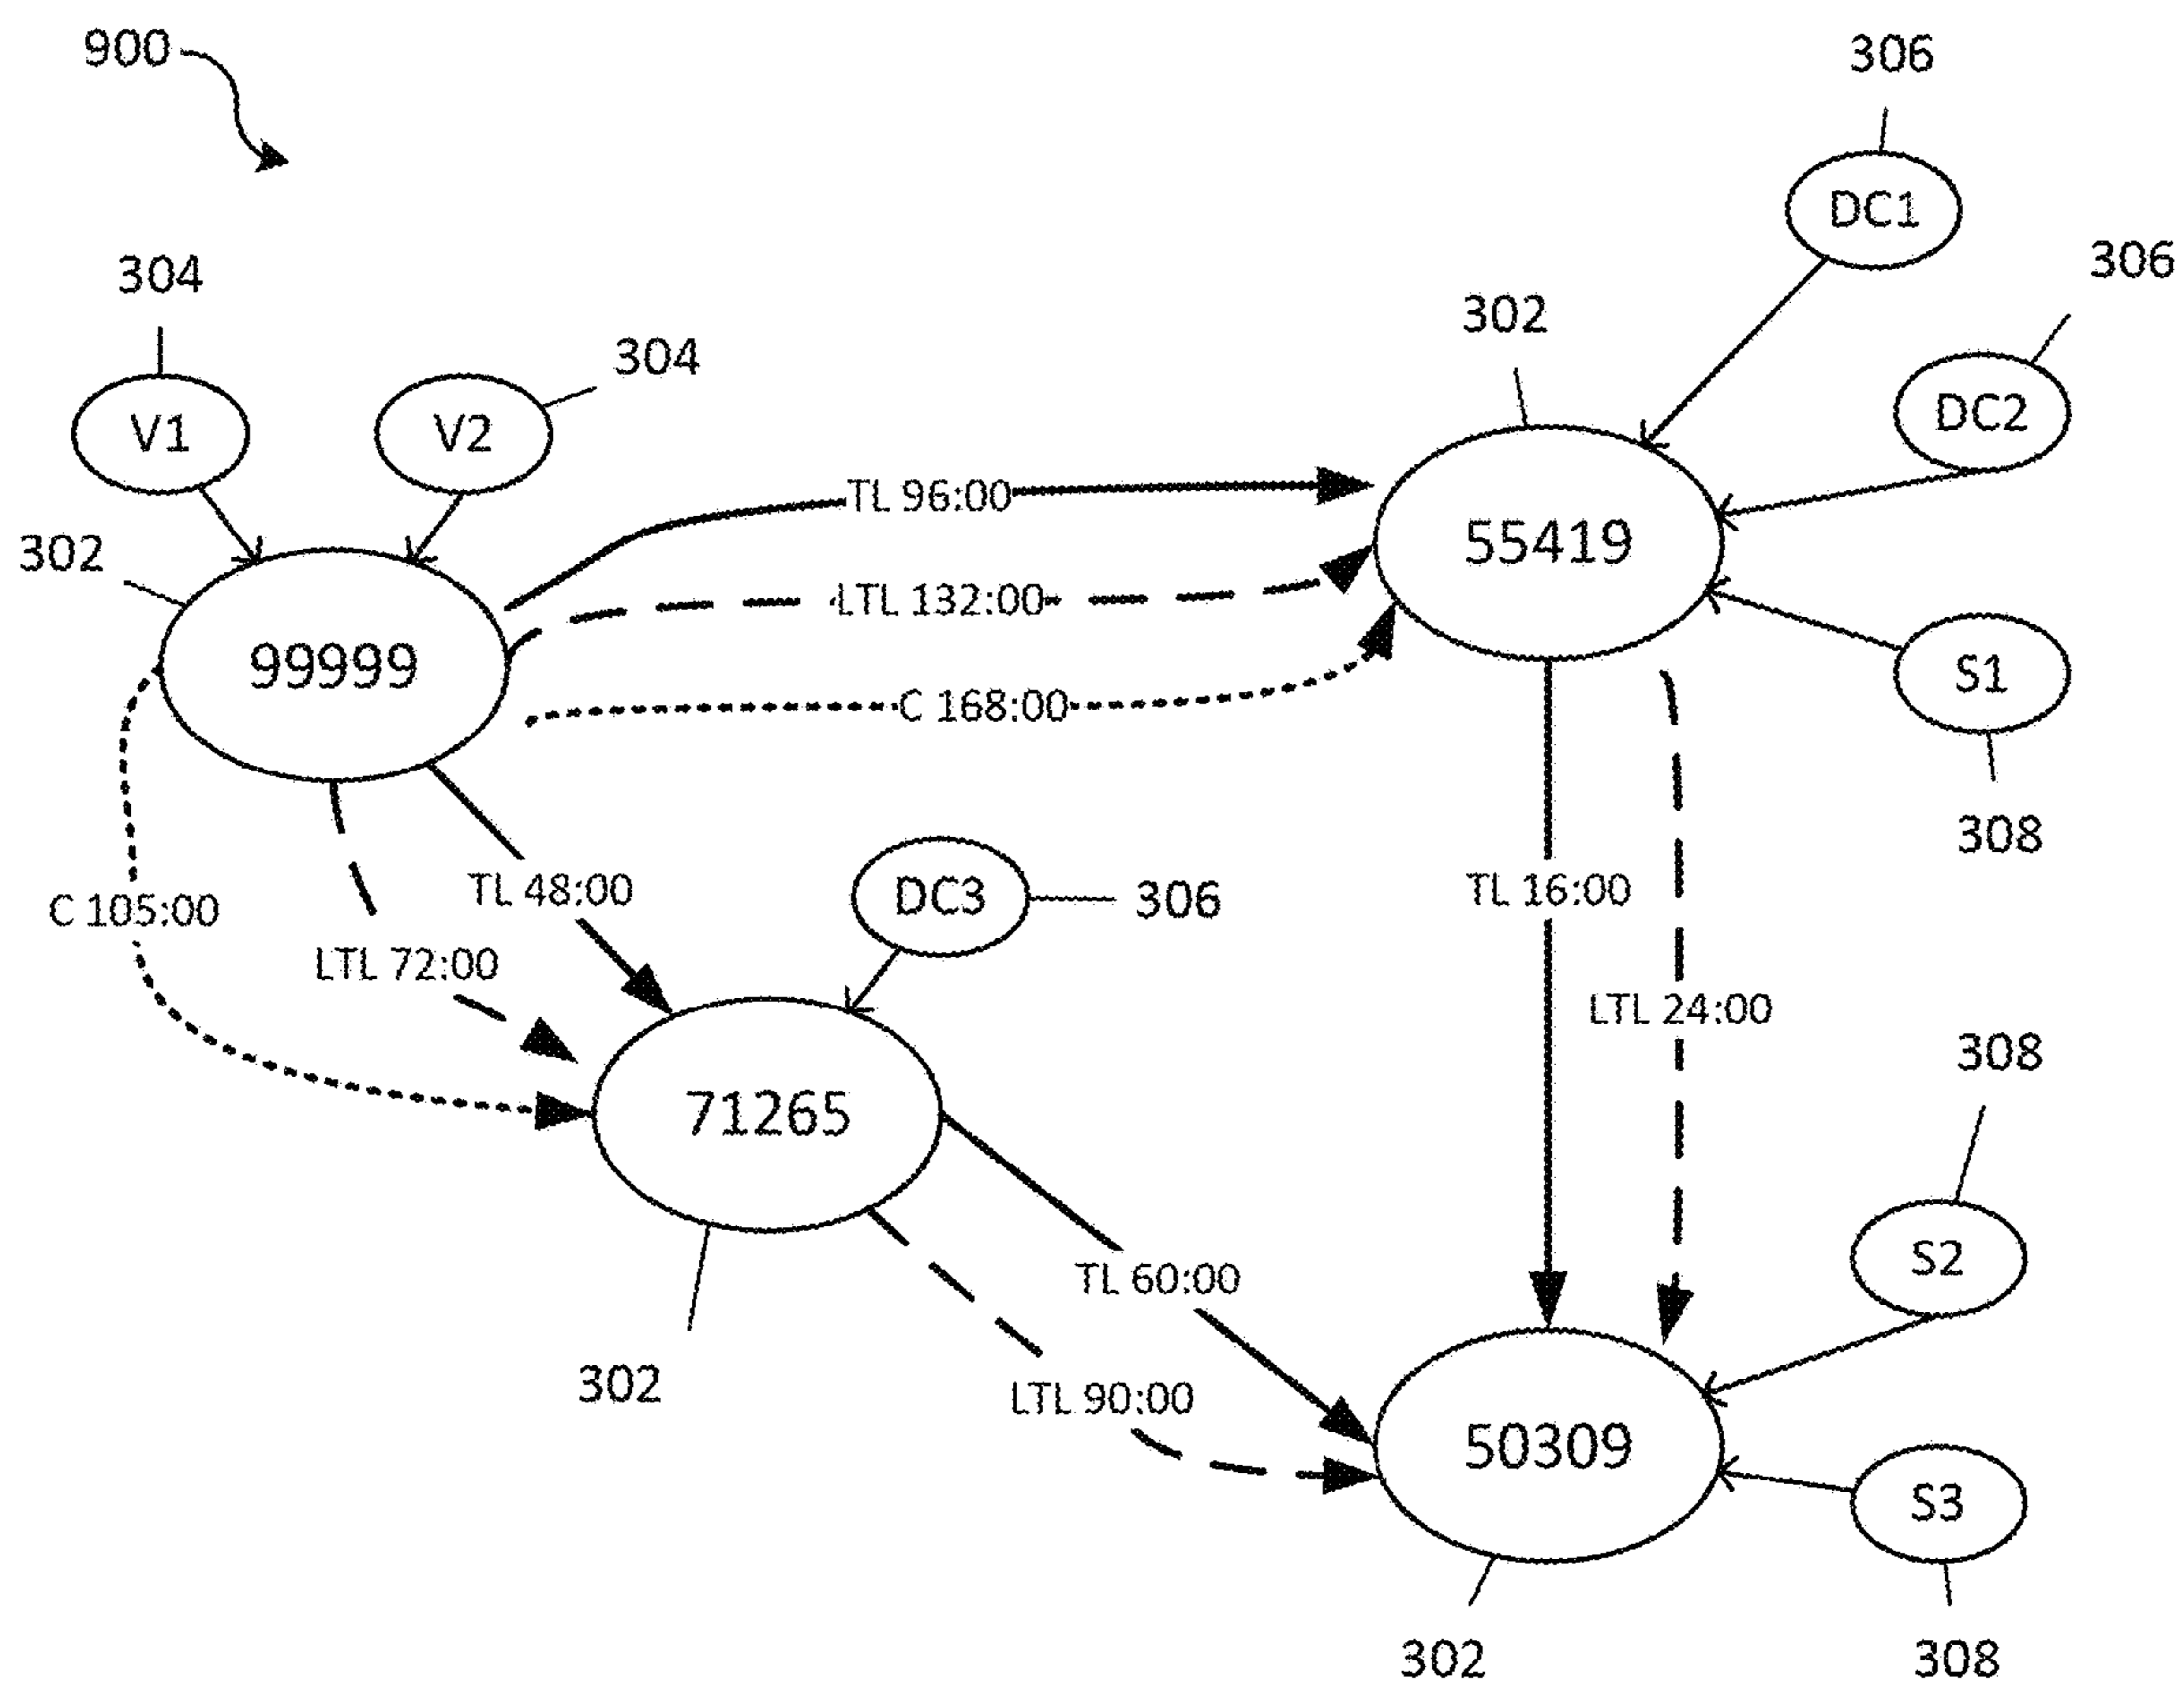 900
306
DC1
306
304
302
304
DC2
V1
V2
TL 96:00
302
55419
LTL 132:00
99999
S1
C 168:00
308
DC3
TL 48:00
TL 16:00
306
C 105:00
LTL 72:00
LTL 24:00
308
71265
S2
TL 60:00
302
LTL 90:00
50309
S3
302
308